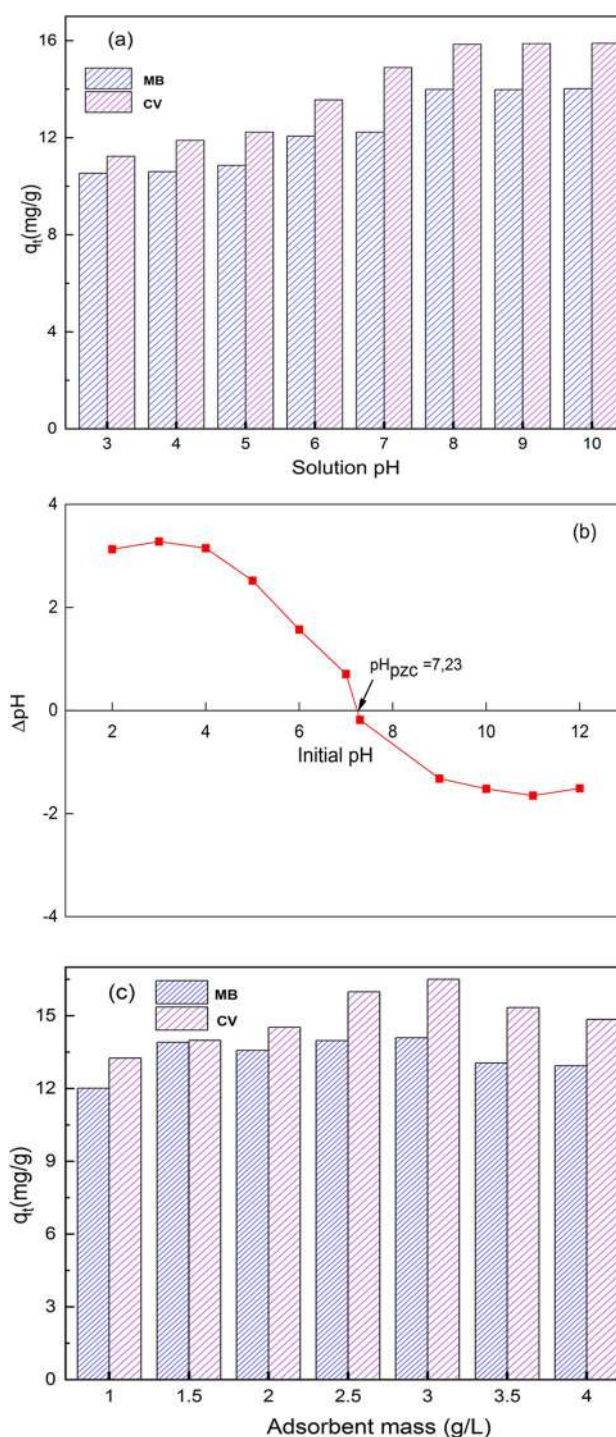 (a)
MB
CV
16
12
8
4
0
qt(mg/g)
3 4 5 6 7 8 9 10
Solution pH
(b)
4
2
0
-2
-4
ΔpH
pHPZC =7,23
2 4 6 8 10 12
Initial pH
(c)
MB
CV
15
12
9
6
3
0
qt(mg/g)
1 1.5 2 2.5 3 3.5 4
Adsorbent mass (g/L)